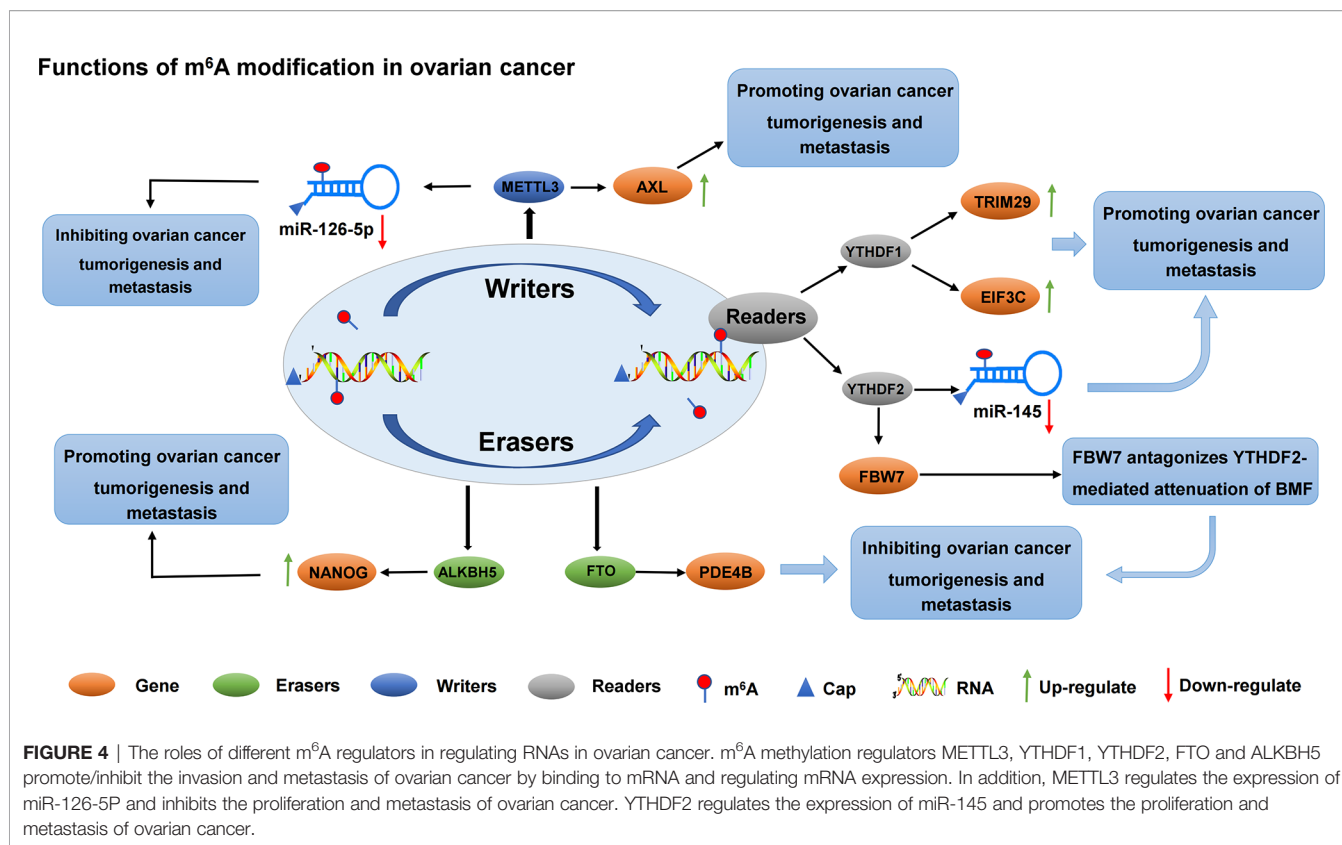 Functions of m⁶A modification in ovarian cancer
Promoting ovarian cancer
tumorigenesis and
metastasis
METTL3
AXL
miR-126-5p
Inhibiting ovarian cancer
tumorigenesis and
metastasis
TRIM29
YTHDF1
EIF3C
Promoting ovarian cancer
tumorigenesis and
metastasis
Writers
Readers
Erasers
YTHDF2
miR-145
FBW7
FBW7 antagonizes YTHDF2-
mediated attenuation of BMF
Promoting ovarian cancer
tumorigenesis and
metastasis
NANOG
ALKBH5
FTO
PDE4B
Inhibiting ovarian cancer
tumorigenesis and
metastasis
Gene
Erasers
Writers
Readers
m⁶A
Cap
5'
3'
RNA
Up-regulate
Down-regulate
FIGURE 4 | The roles of different m⁶A regulators in regulating RNAs in ovarian cancer. m⁶A methylation regulators METTL3, YTHDF1, YTHDF2, FTO and ALKBH5
promote/inhibit the invasion and metastasis of ovarian cancer by binding to mRNA and regulating mRNA expression. In addition, METTL3 regulates the expression of
miR-126-5P and inhibits the proliferation and metastasis of ovarian cancer. YTHDF2 regulates the expression of miR-145 and promotes the proliferation and
metastasis of ovarian cancer.